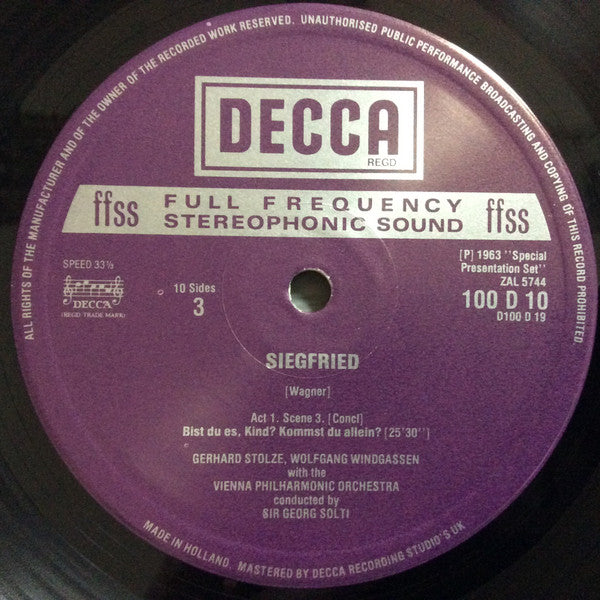 ALL RIGHTS OF THE MANUFACTURER AND OF THE OWNER OF THE RECORDED WORK RESERVED. UNAUTHORISED PUBLIC PERFORMANCE BROADCASTING AND COPYING OF THIS RECORD PROHIBITED.
DECCA
REGD
ffss FULL FREQUENCY STEREOPHONIC SOUND ffss
SPEED 33⅓
DECCA
(REGD TRADE MARK)
10 Sides
3
[P] 1963 "Special
Presentation Set"
ZAL 5744
100 D 10
D100 D 19
SIEGFRIED
[Wagner]
Act 1. Scene 3. [Concl]
Bist du es, Kind? Kommst du allein? [25'30"]
GERHARD STOLZE, WOLFGANG WINDGASSEN
with the
VIENNA PHILHARMONIC ORCHESTRA
conducted by
SIR GEORG SOLTI
MADE IN HOLLAND. MASTERED BY DECCA RECORDING STUDIO'S UK